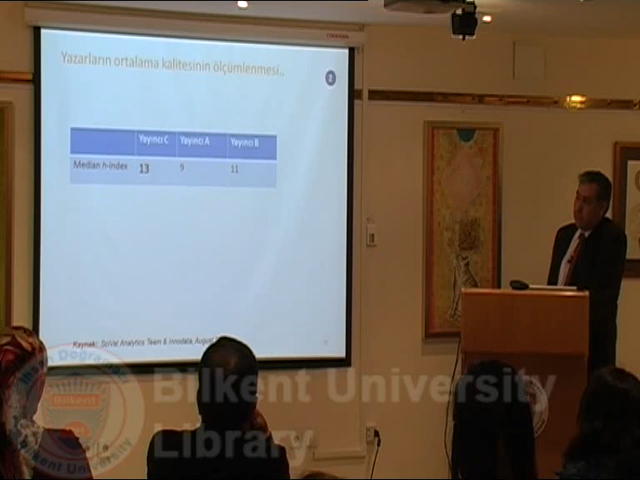 Yazarların ortalama kalitesinin ölçümlenmesi..
Yayıncı C Yayıncı A Yayıncı B
Median h-index 13 9 11
Kaynak: SciVal Analytics Team & Innodata, August
Bilkent University
Library
Bilkent